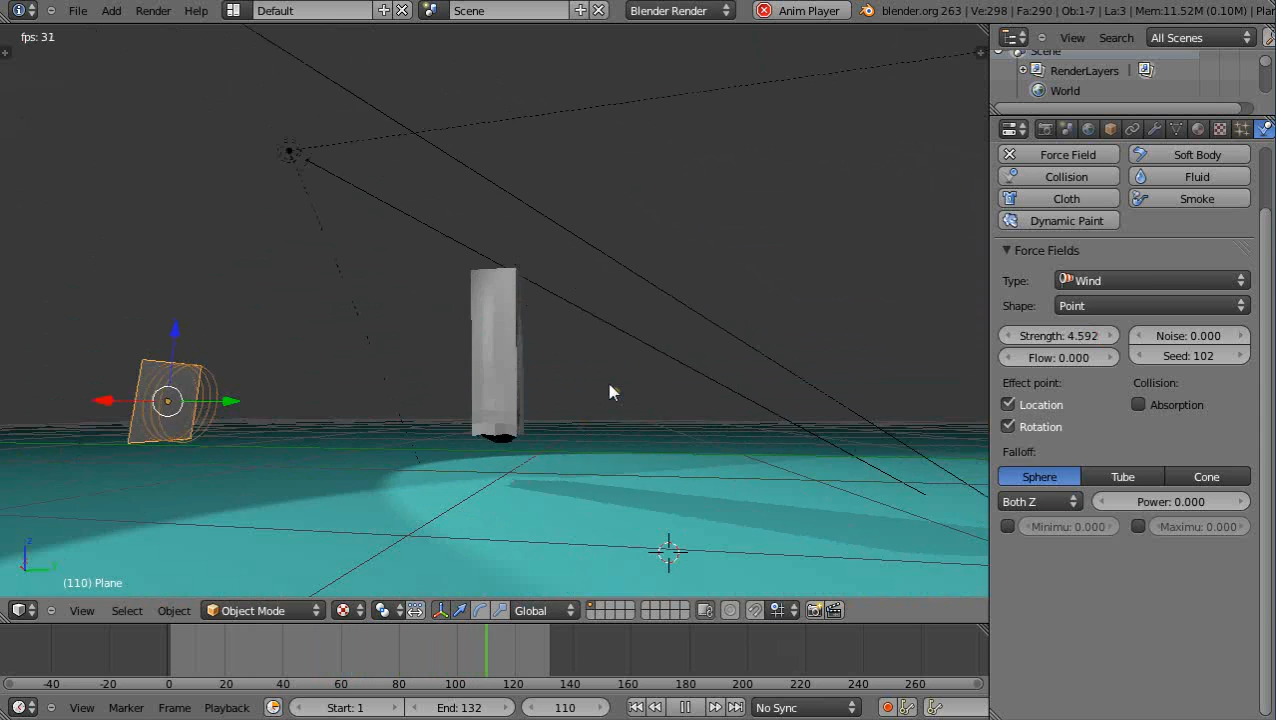 File Add Render Help Default Scene Blender Render Anim Player blender.org 263 | Ve:298 | Fa:290 | Ob:1-7 | La:3 | Mem:11.52M (0.10M) |
fps: 31
View Search All Scenes
Scene
RenderLayers |
World
Force Field Soft Body
Collision Fluid
Cloth Smoke
Dynamic Paint
Force Fields
Type: Wind
Shape: Point
Strength: 4.592 Noise: 0.000
Flow: 0.000 Seed: 102
Effect point: Collision:
Location Absorption
Rotation
Falloff:
Sphere Tube Cone
Both Z Power: 0.000
Minimu: 0.000 Maximu: 0.000
z
(110) Plane
View Select Object Object Mode Global
-40 -20 0 20 40 60 80 100 120 140 160 180 200 220 240 260
View Marker Frame Playback Start: 1 End: 132 110 No Sync